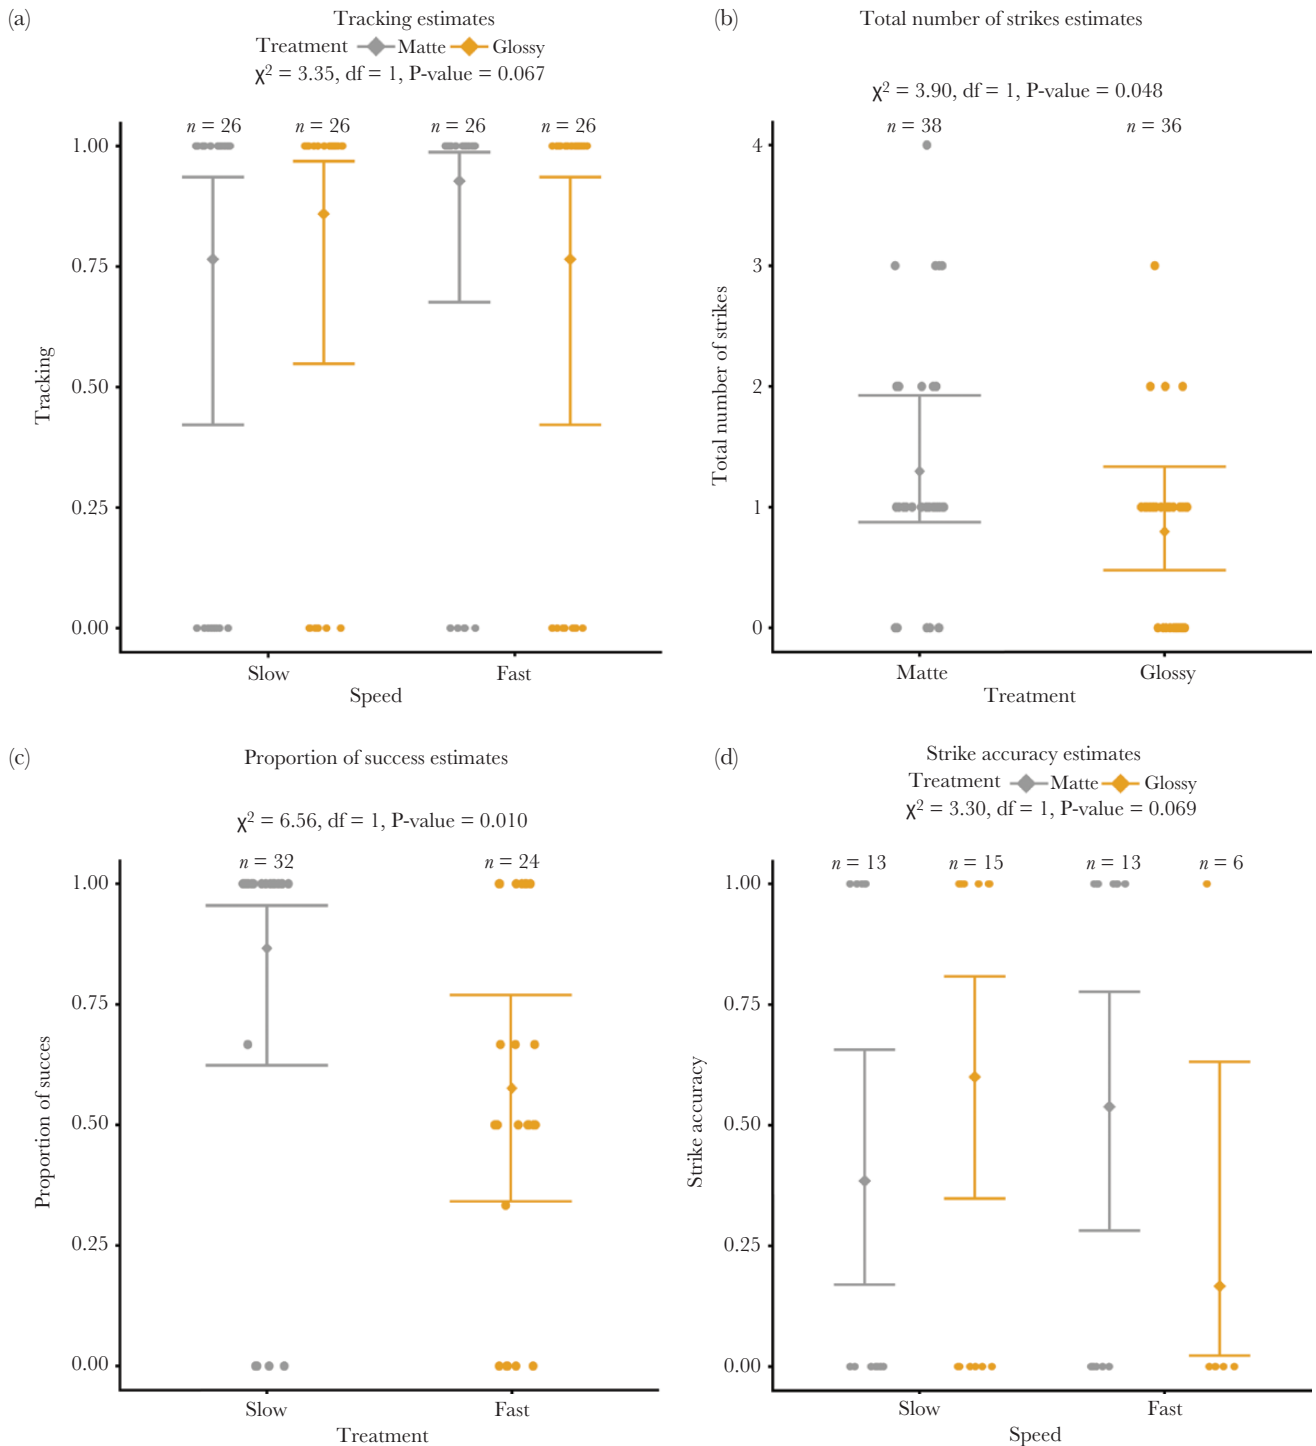 (a)
Tracking estimates
Treatment Matte Glossy
χ² = 3.35, df = 1, P-value = 0.067
n = 26 n = 26 n = 26 n = 26
1.00
0.75
0.50
0.25
0.00
Tracking
Slow Fast
Speed
(b)
Total number of strikes estimates
χ² = 3.90, df = 1, P-value = 0.048
n = 38 n = 36
4
3
2
1
0
Total number of strikes
Matte Glossy
Treatment
(c)
Proportion of success estimates
χ² = 6.56, df = 1, P-value = 0.010
n = 32 n = 24
1.00
0.75
0.50
0.25
0.00
Proportion of succes
Slow Fast
Treatment
(d)
Strike accuracy estimates
Treatment Matte Glossy
χ² = 3.30, df = 1, P-value = 0.069
n = 13 n = 15 n = 13 n = 6
1.00
0.75
0.50
0.25
0.00
Strike accuracy
Slow Fast
Speed